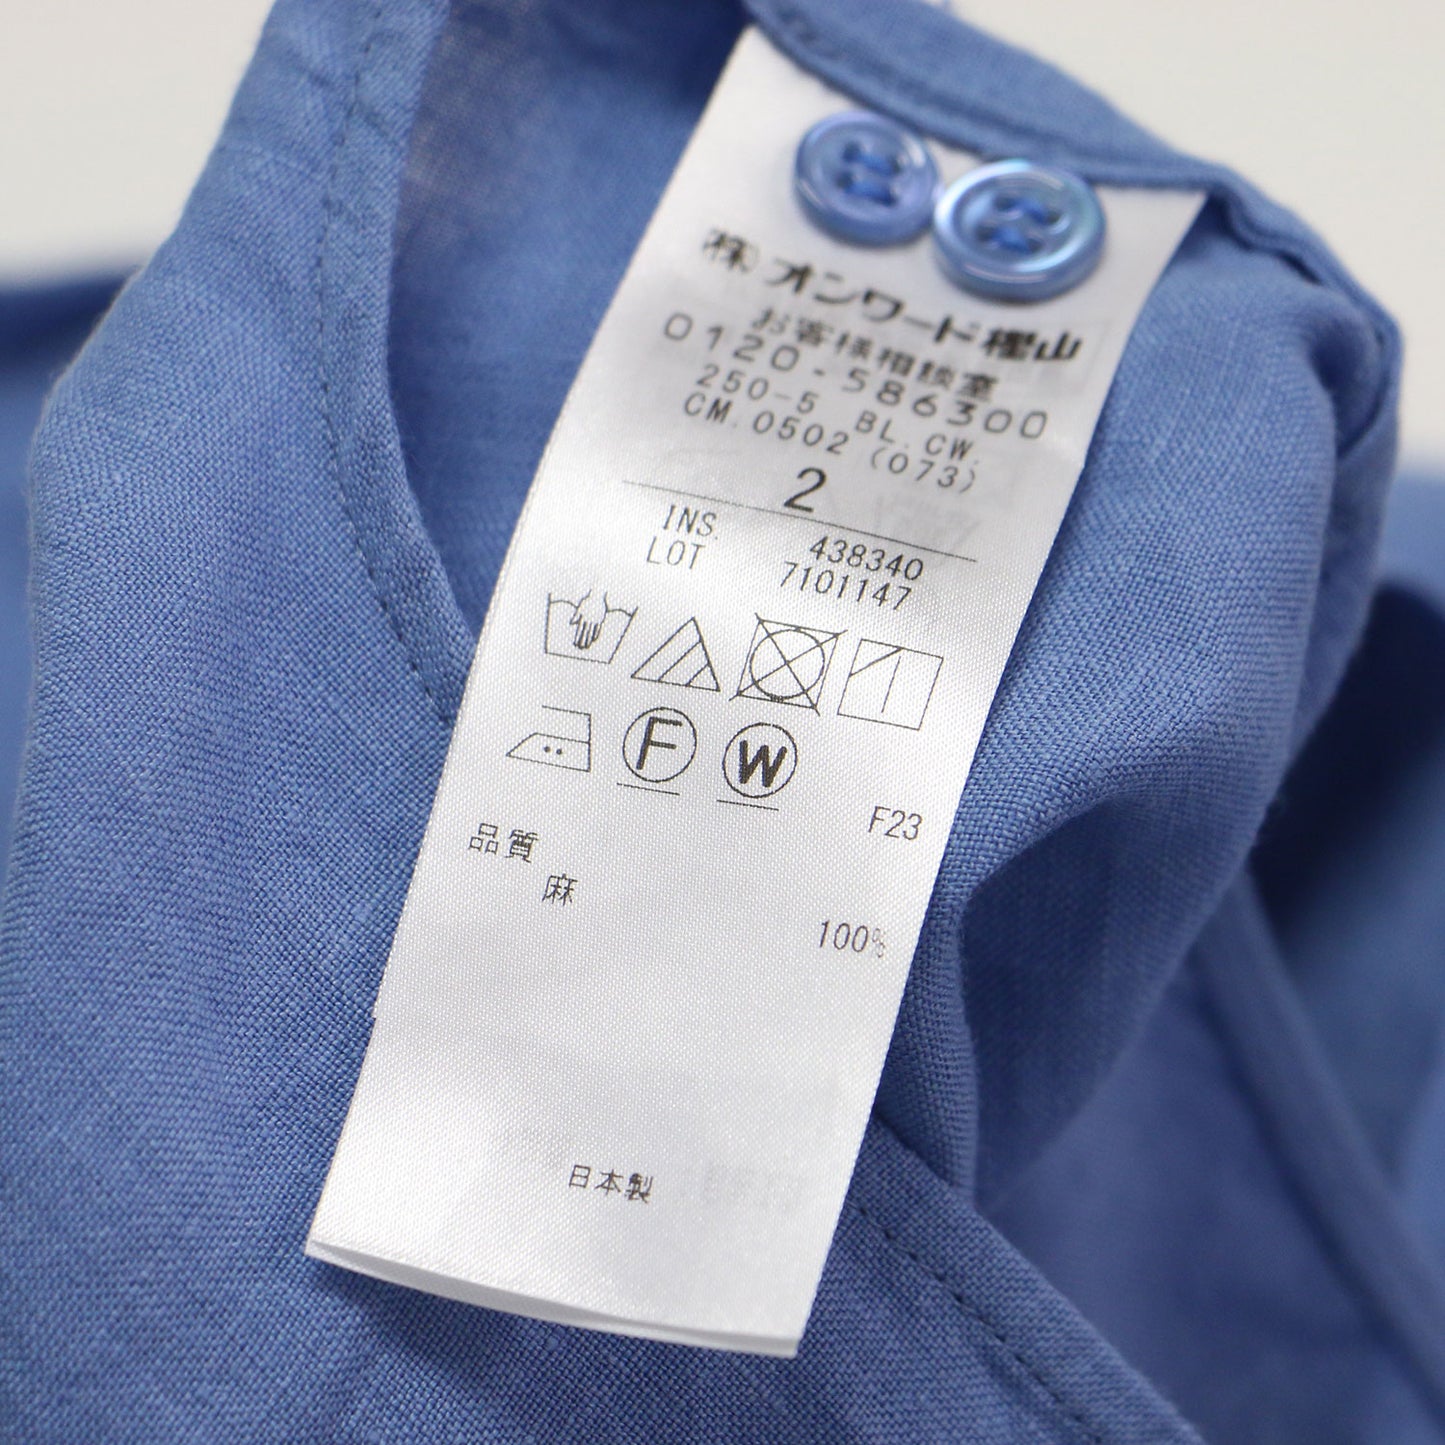 ㈱オンワード樫山
お客様相談室
0120-586300
250-5 BL.CW.
CM.0502 (073)
2
INS. 438340
LOT 7101147
F W
F23
品質
麻 100%
日本製